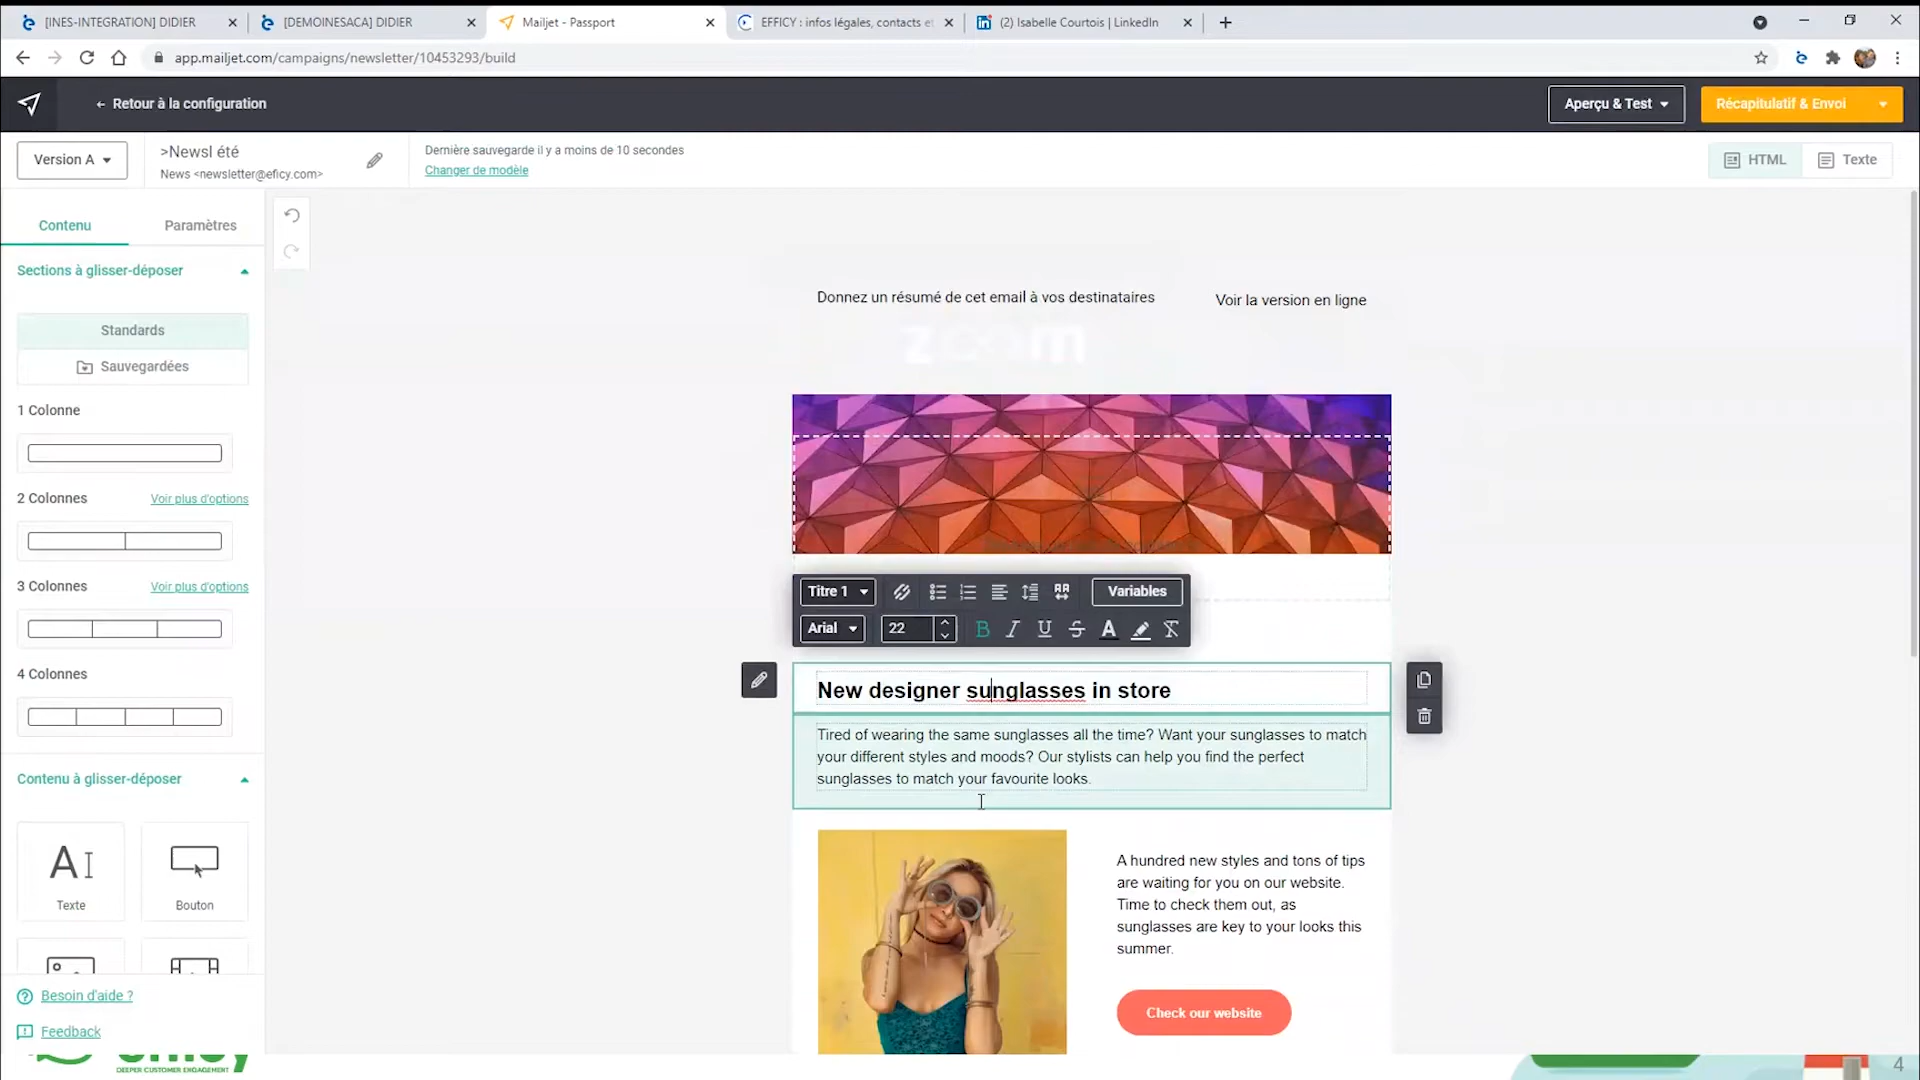 [INES-INTEGRATION] DIDIER
[DEMOINESACA] DIDIER
Mailjet - Passport
EFFICY : infos légales, contacts et
(2) Isabelle Courtois | LinkedIn
app.mailjet.com/campaigns/newsletter/10453293/build
← Retour à la configuration
Aperçu & Test
Récapitulatif & Envoi
Version A
>Newsl été
News <newsletter@eficy.com>
Dernière sauvegarde il y a moins de 10 secondes
Changer de modèle
HTML
Texte
Contenu
Paramètres
Sections à glisser-déposer
Standards
Sauvegardées
1 Colonne
2 Colonnes
Voir plus d'options
3 Colonnes
Voir plus d'options
4 Colonnes
Contenu à glisser-déposer
Texte
Bouton
Besoin d'aide ?
Feedback
Donnez un résumé de cet email à vos destinataires
Voir la version en ligne
zoom
Titre 1
Variables
Arial
22
New designer sunglasses in store
Tired of wearing the same sunglasses all the time? Want your sunglasses to match
your different styles and moods? Our stylists can help you find the perfect
sunglasses to match your favourite looks.
A hundred new styles and tons of tips
are waiting for you on our website.
Time to check them out, as
sunglasses are key to your looks this
summer.
Check our website
DEEPER CUSTOMER ENGAGEMENT
4